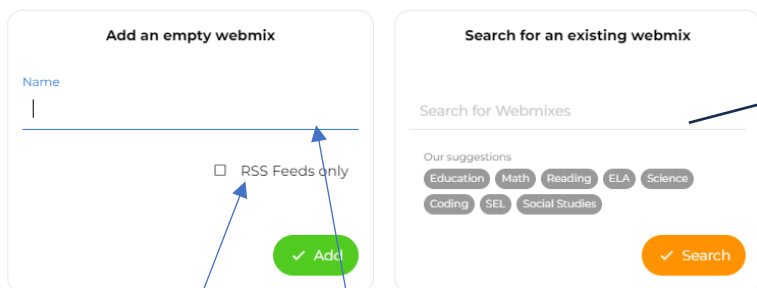 Add an empty webmix
Name
RSS Feeds only
Add
Search for an existing webmix
Search for Webmixes
Our suggestions
Education Math Reading ELA Science
Coding SEL Social Studies
Search